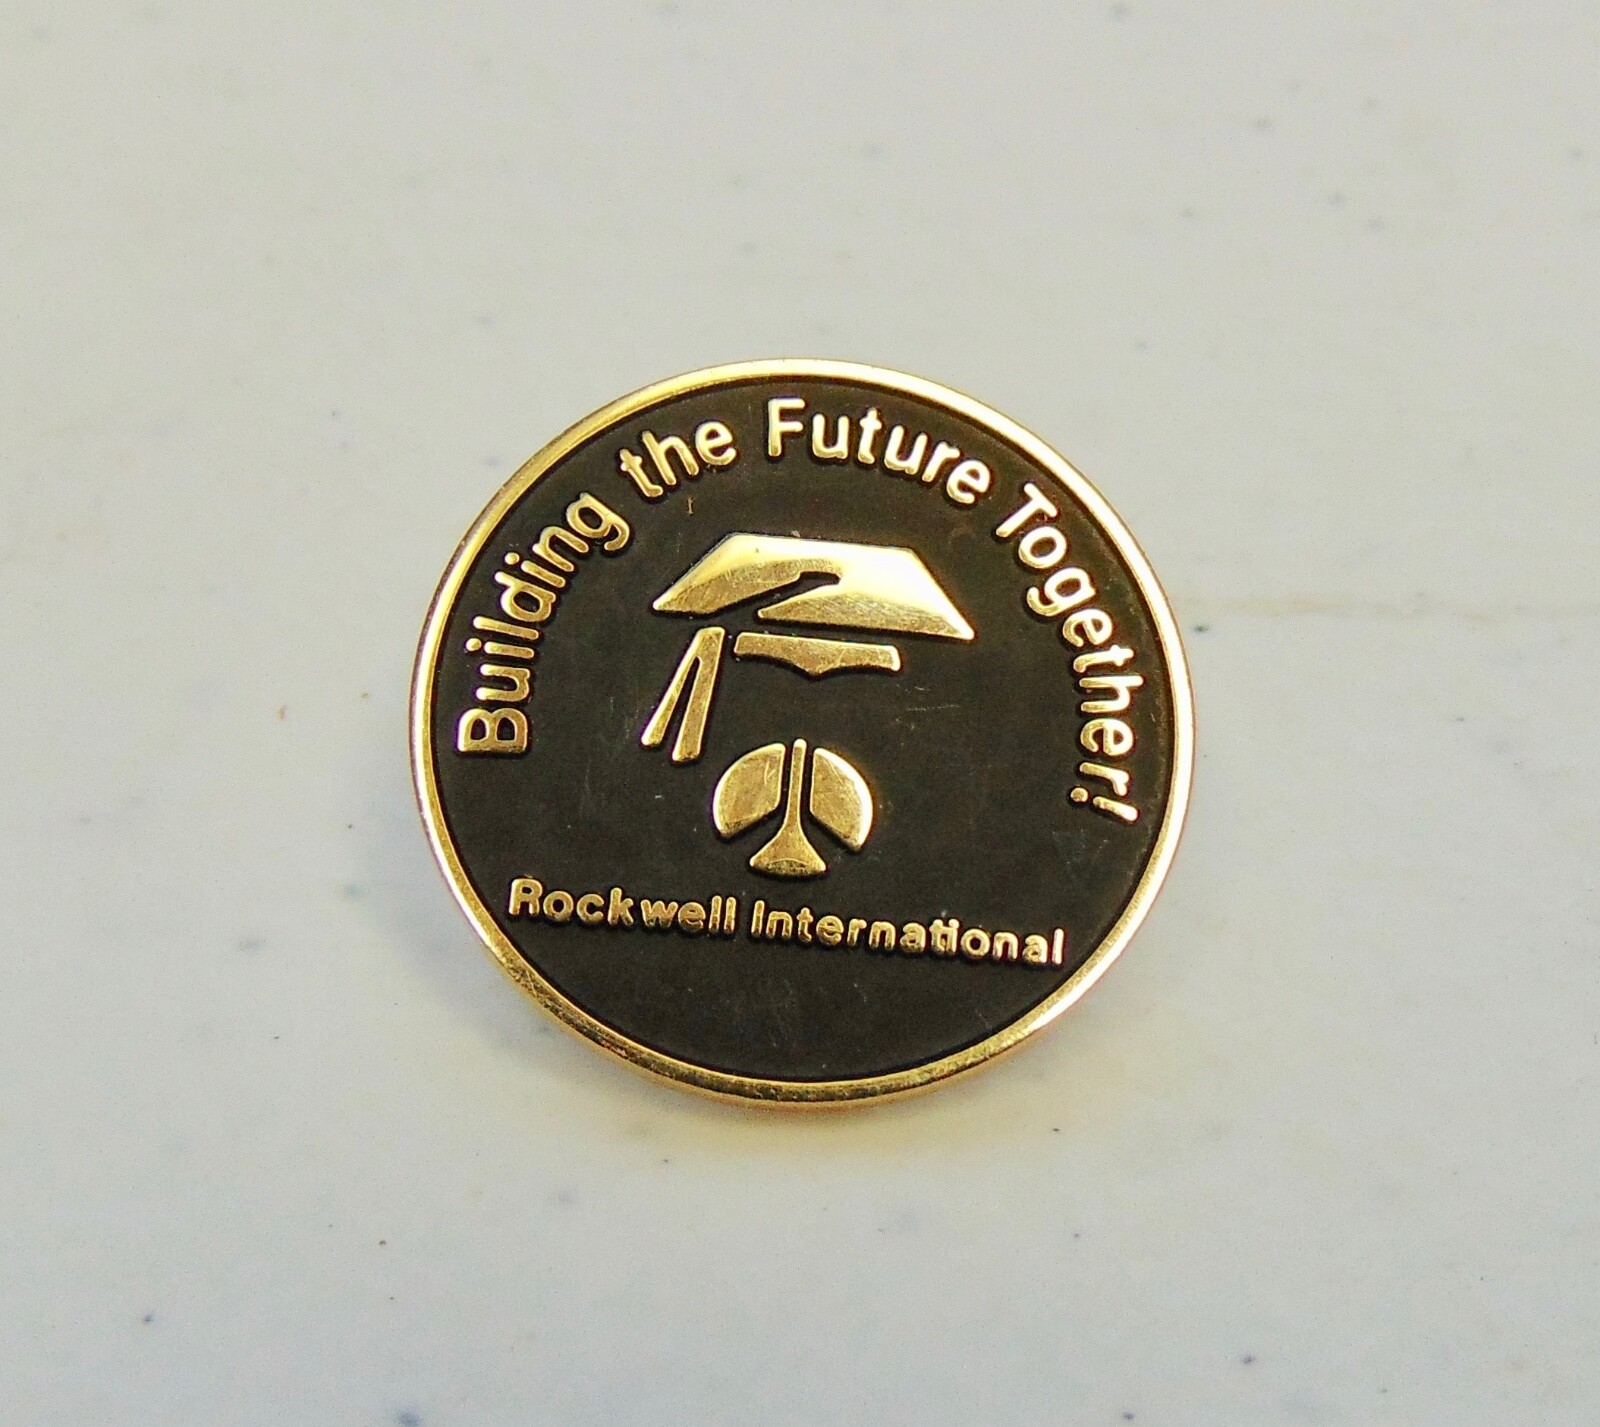 Building the Future Together!
Rockwell International